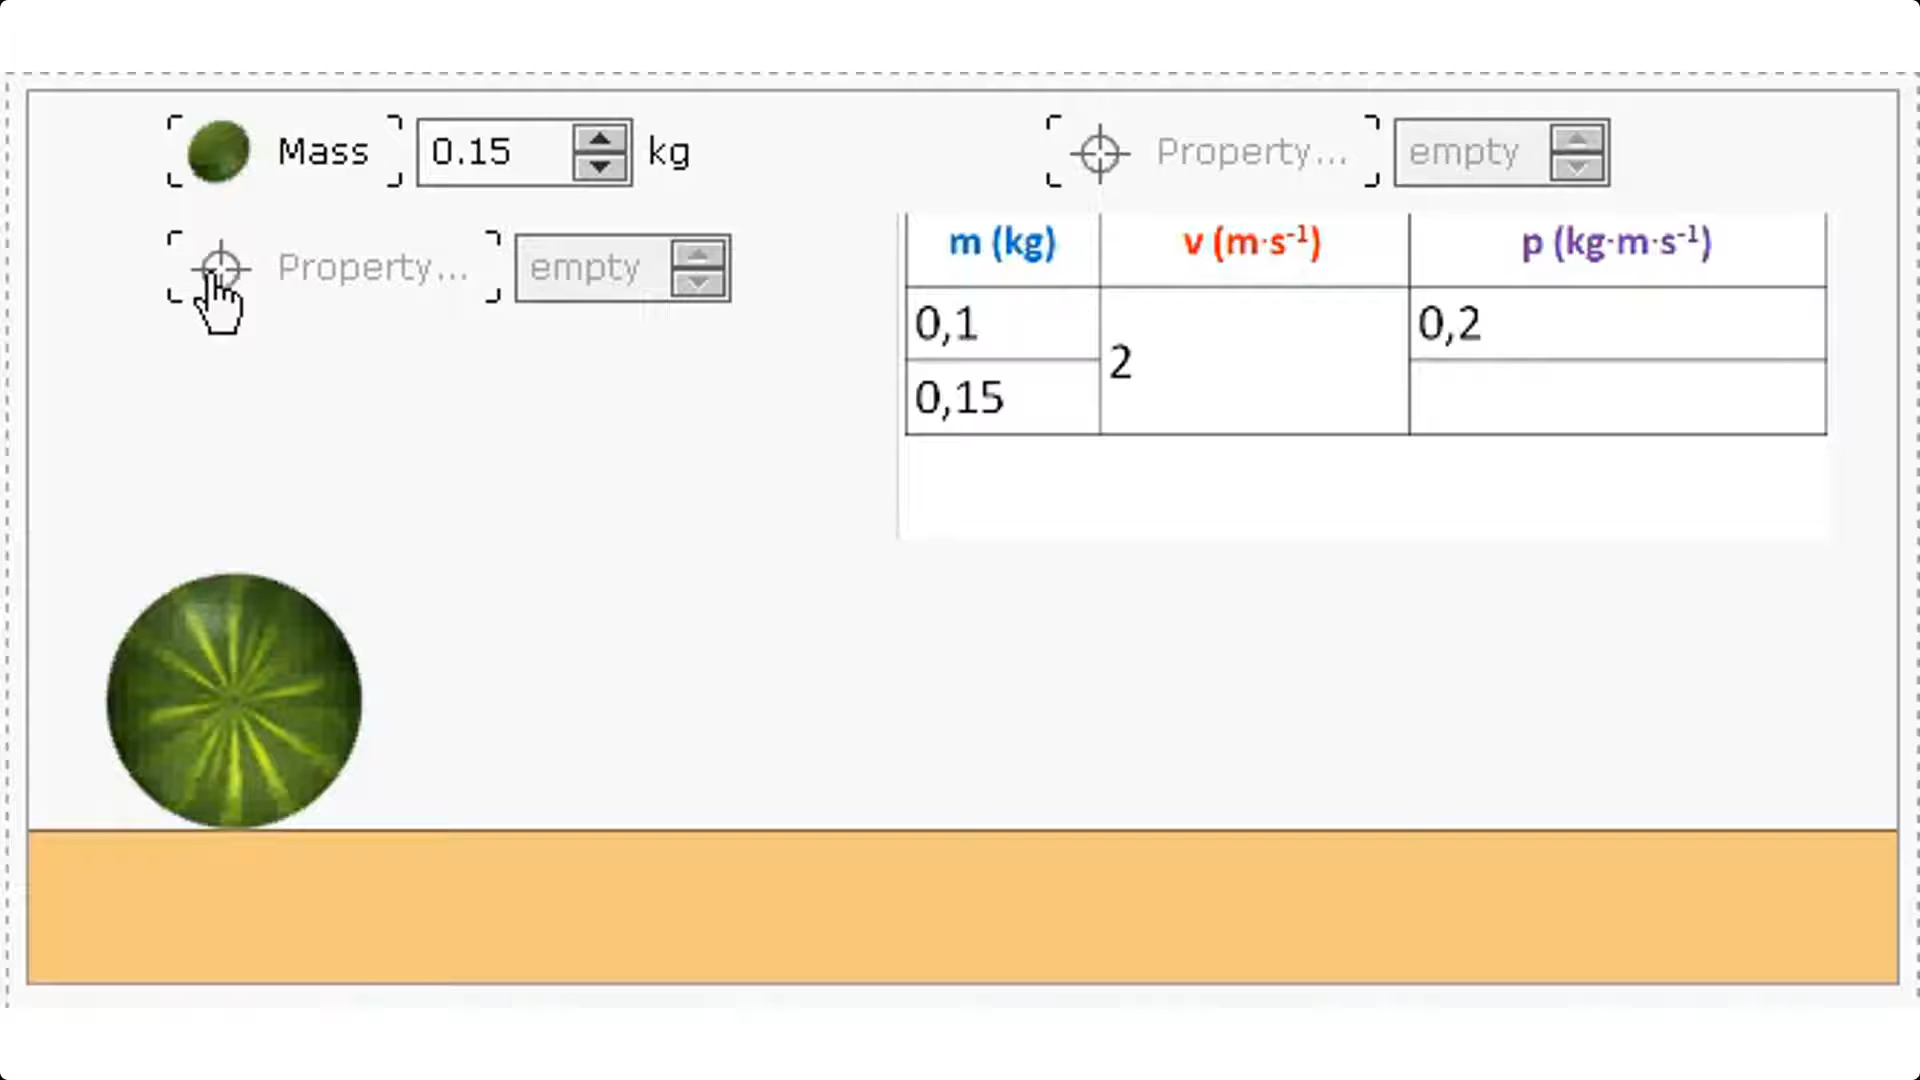 Mass 0.15 kg
Property... empty
Property... empty
m (kg) v (m·s⁻¹) p (kg·m·s⁻¹)
0,1 2 0,2
0,15